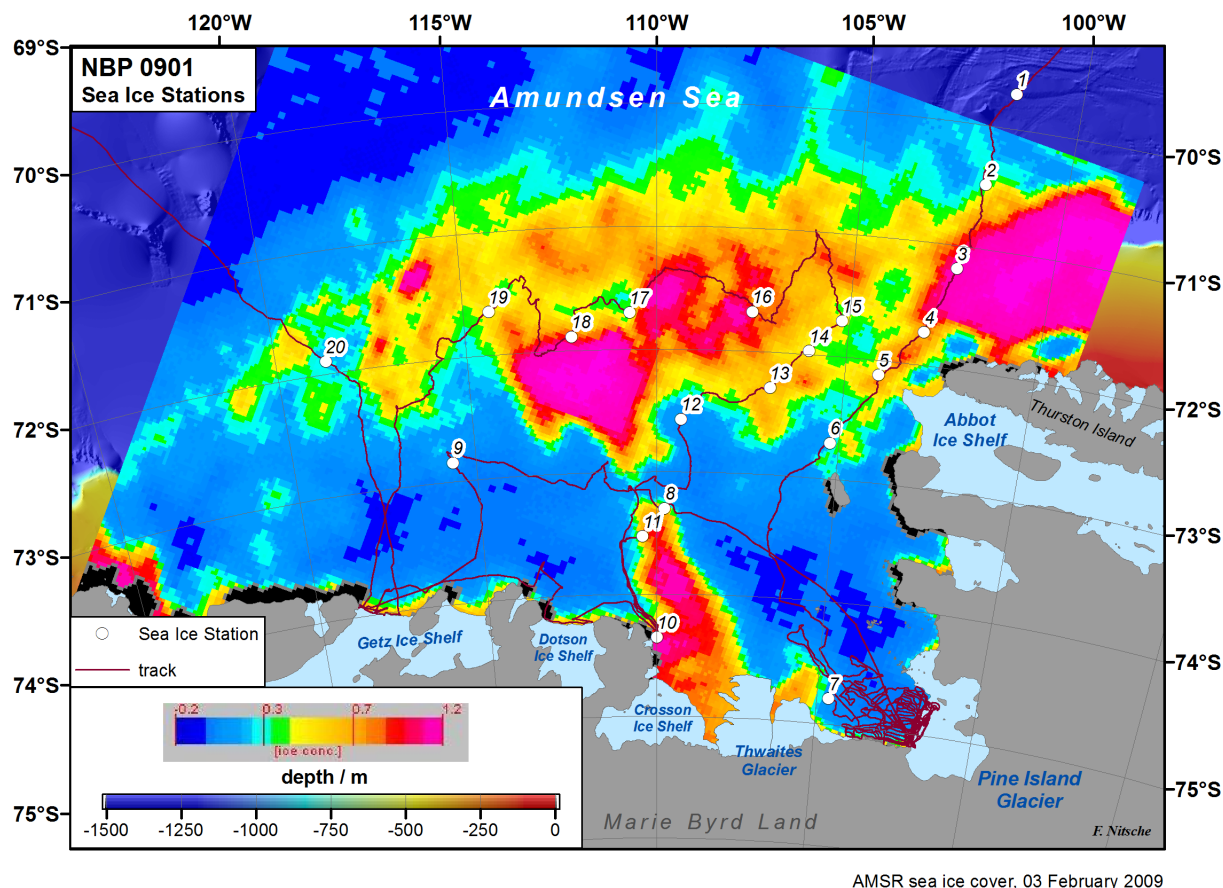 120°W 115°W 110°W 105°W 100°W
69°S
NBP 0901
Sea Ice Stations
Amundsen Sea
1
70°S
70°S
2
3
71°S
71°S
19
17
16
15
18
4
14
20
5
13
72°S
72°S
12
Abbot
Ice Shelf
Thurston Island
6
9
8
11
73°S
73°S
10
Sea Ice Station
track
Getz Ice Shelf
Dotson
Ice Shelf
74°S
74°S
7
Crosson
Ice Shelf
Thwaites
Glacier
Pine Island
Glacier
-0.2 0.3 0.7 1.2
[ice conc.]
depth / m
-1500 -1250 -1000 -750 -500 -250 0
75°S
75°S
Marie Byrd Land
F. Nitsche
AMSR sea ice cover, 03 February 2009